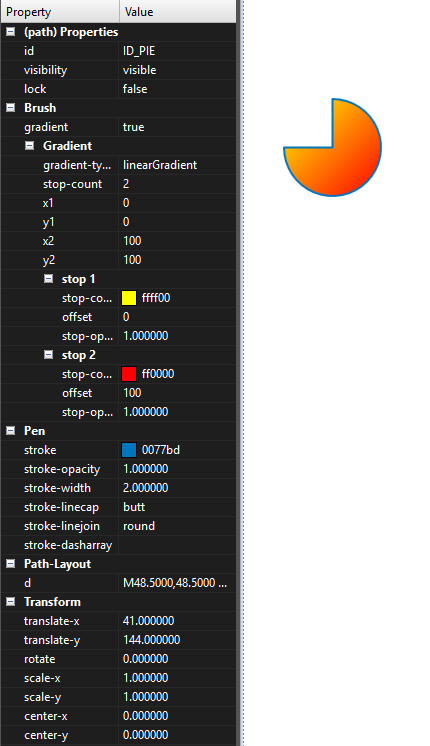 Property Value
(path) Properties
id ID_PIE
visibility visible
lock false
Brush
gradient true
Gradient
gradient-ty... linearGradient
stop-count 2
x1 0
y1 0
x2 100
y2 100
stop 1
stop-co... ffff00
offset 0
stop-op... 1.000000
stop 2
stop-co... ff0000
offset 100
stop-op... 1.000000
Pen
stroke 0077bd
stroke-opacity 1.000000
stroke-width 2.000000
stroke-linecap butt
stroke-linejoin round
stroke-dasharray
Path-Layout
d M48.5000,48.5000 ...
Transform
translate-x 41.000000
translate-y 144.000000
rotate 0.000000
scale-x 1.000000
scale-y 1.000000
center-x 0.000000
center-y 0.000000